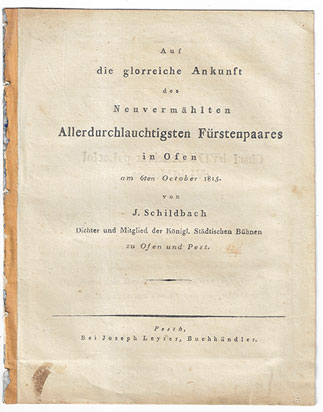 Auf
die glorreiche Ankunft
des
Neuvermählten
Allerdurchlauchtigsten Fürstenpaares
in Ofen
am 6ten October 1815.
von
J. Schildbach
Dichter und Mitglied der Königl. Städtischen Bühnen
zu Ofen und Pest.
Pesth,
Bei Joseph Leyrer, Buchhändler.